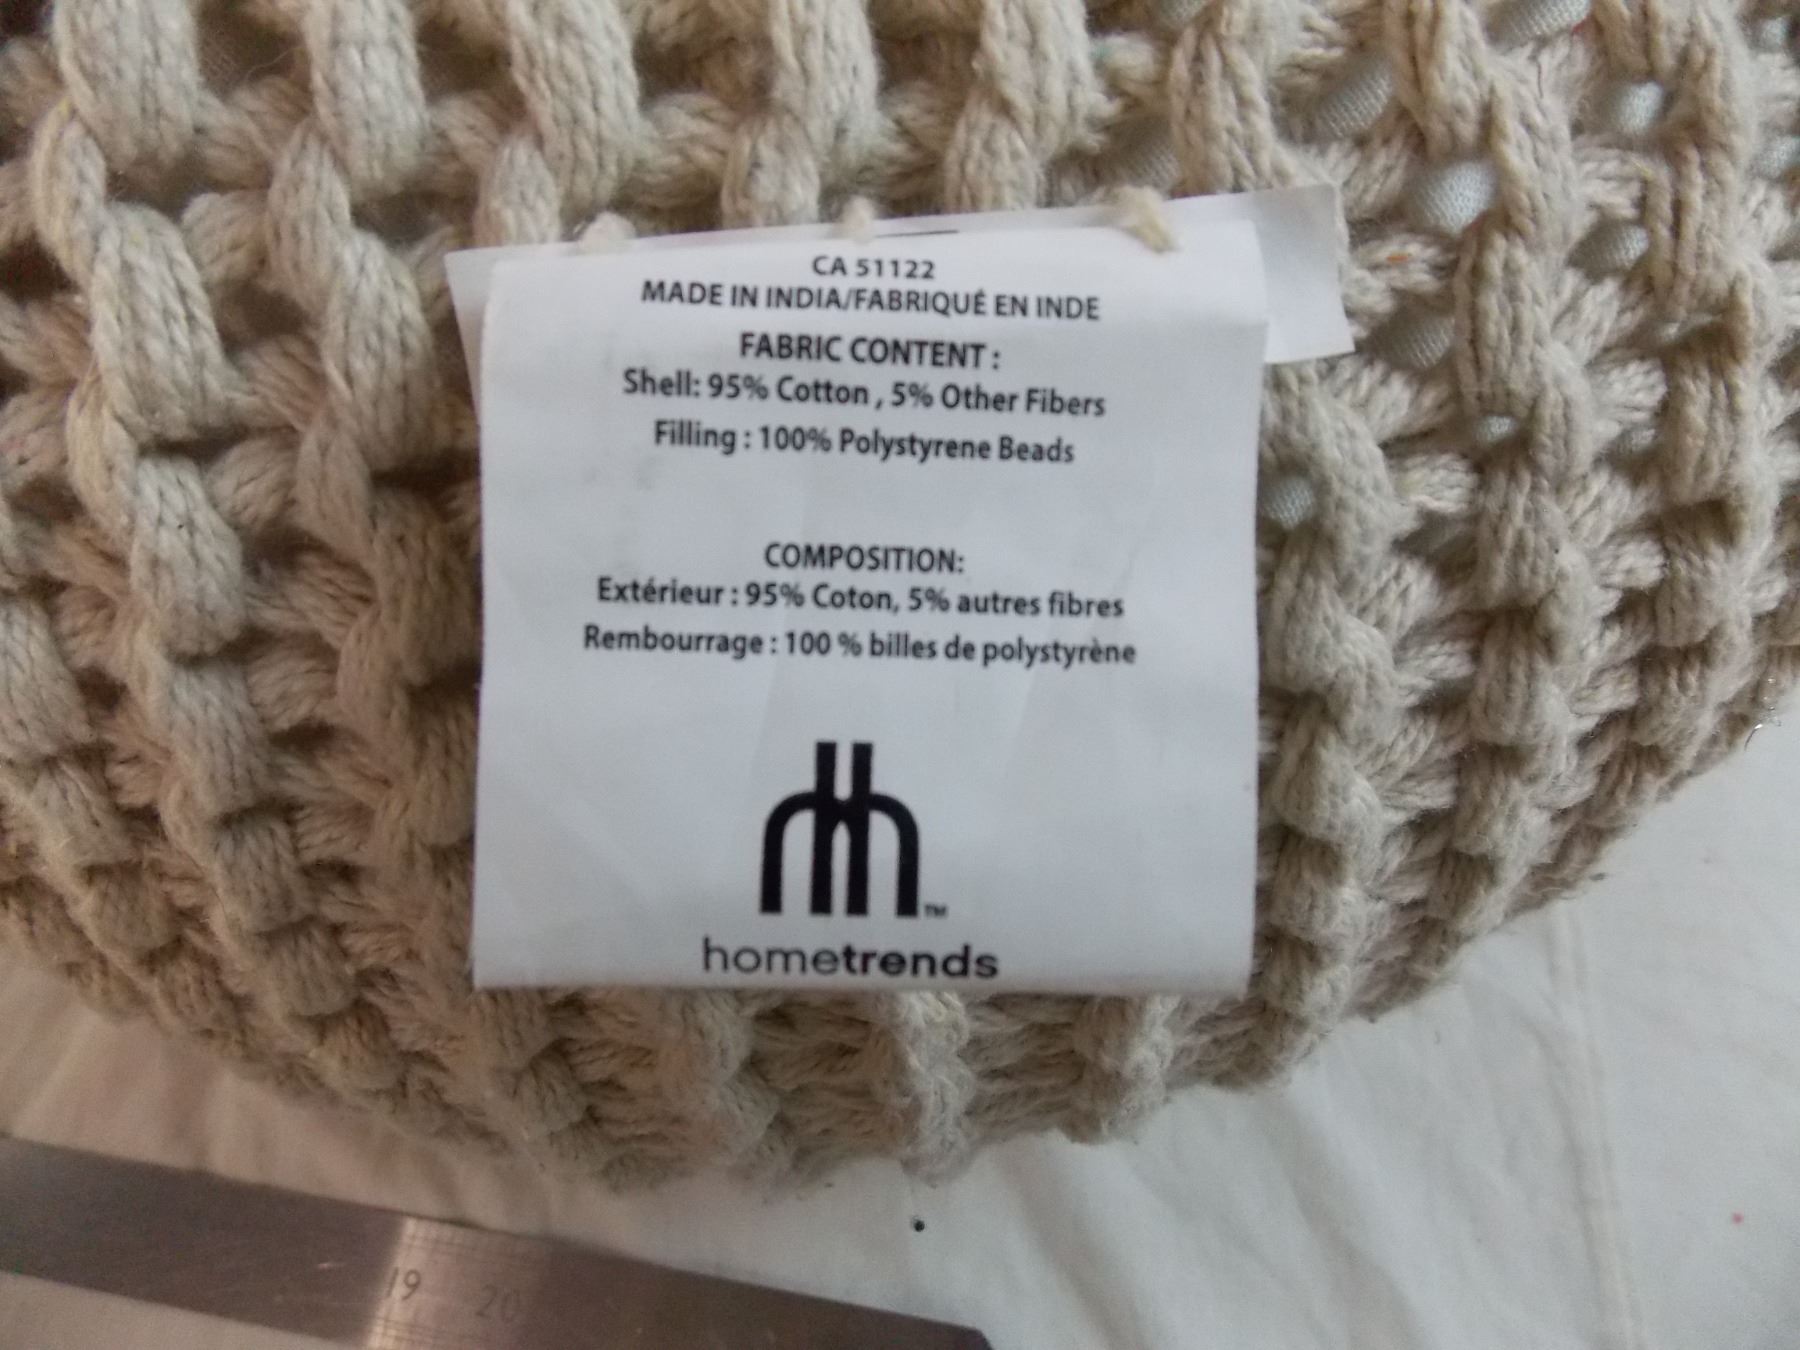 CA 51122
MADE IN INDIA/FABRIQUÉ EN INDE
FABRIC CONTENT :
Shell: 95% Cotton , 5% Other Fibers
Filling : 100% Polystyrene Beads
COMPOSITION:
Extérieur : 95% Coton, 5% autres fibres
Rembourrage : 100 % billes de polystyrène
TM
hometrends
19 20